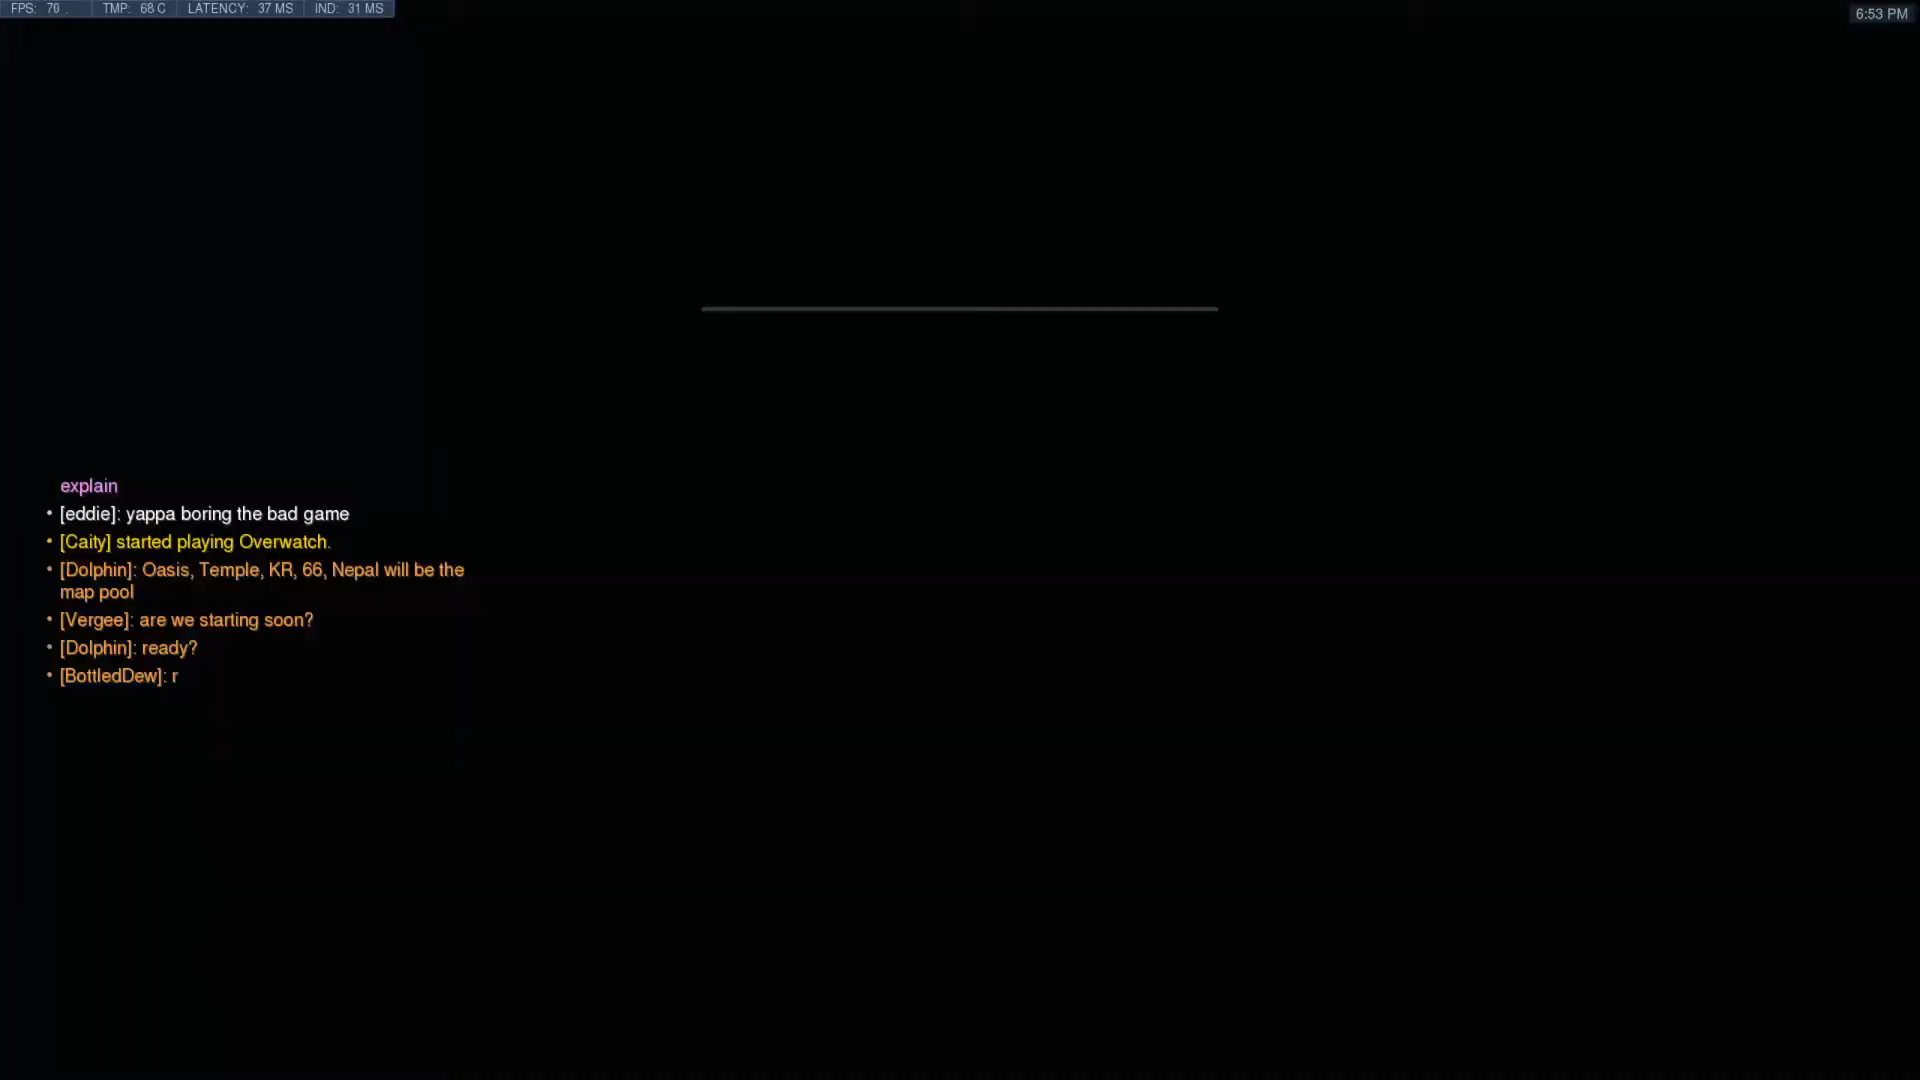 FPS: 70 TMP: 68 C LATENCY: 37 MS IND: 31 MS
6:53 PM
explain
• [eddie]: yappa boring the bad game
• [Caity] started playing Overwatch.
• [Dolphin]: Oasis, Temple, KR, 66, Nepal will be the
map pool
• [Vergee]: are we starting soon?
• [Dolphin]: ready?
• [BottledDew]: r